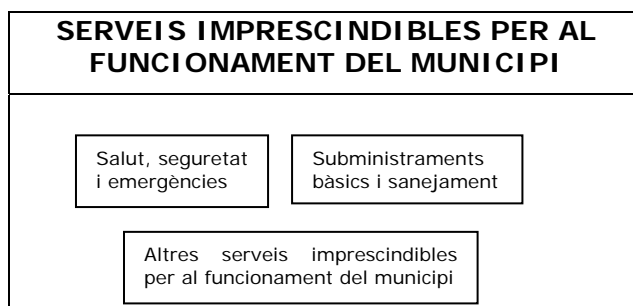 SERVEIS IMPRESCINDIBLES PER AL
FUNCIONAMENT DEL MUNICIPI
Salut, seguretat
i emergències
Subministraments
bàsics i sanejament
Altres serveis imprescindibles
per al funcionament del municipi